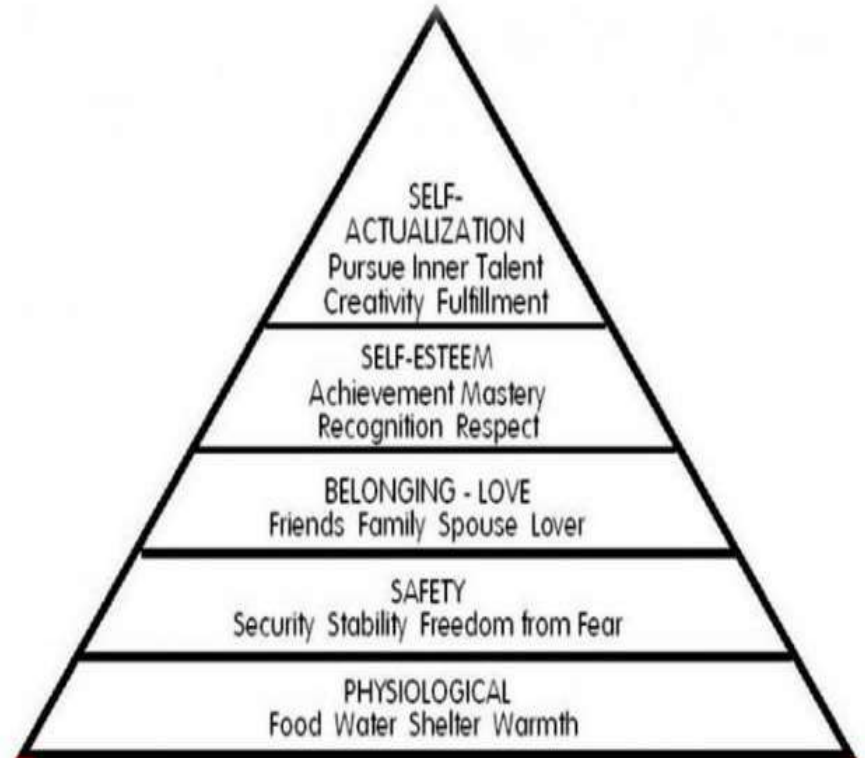 SELF-
ACTUALIZATION
Pursue Inner Talent
Creativity Fulfillment
SELF-ESTEEM
Achievement Mastery
Recognition Respect
BELONGING - LOVE
Friends Family Spouse Lover
SAFETY
Security Stability Freedom from Fear
PHYSIOLOGICAL
Food Water Shelter Warmth